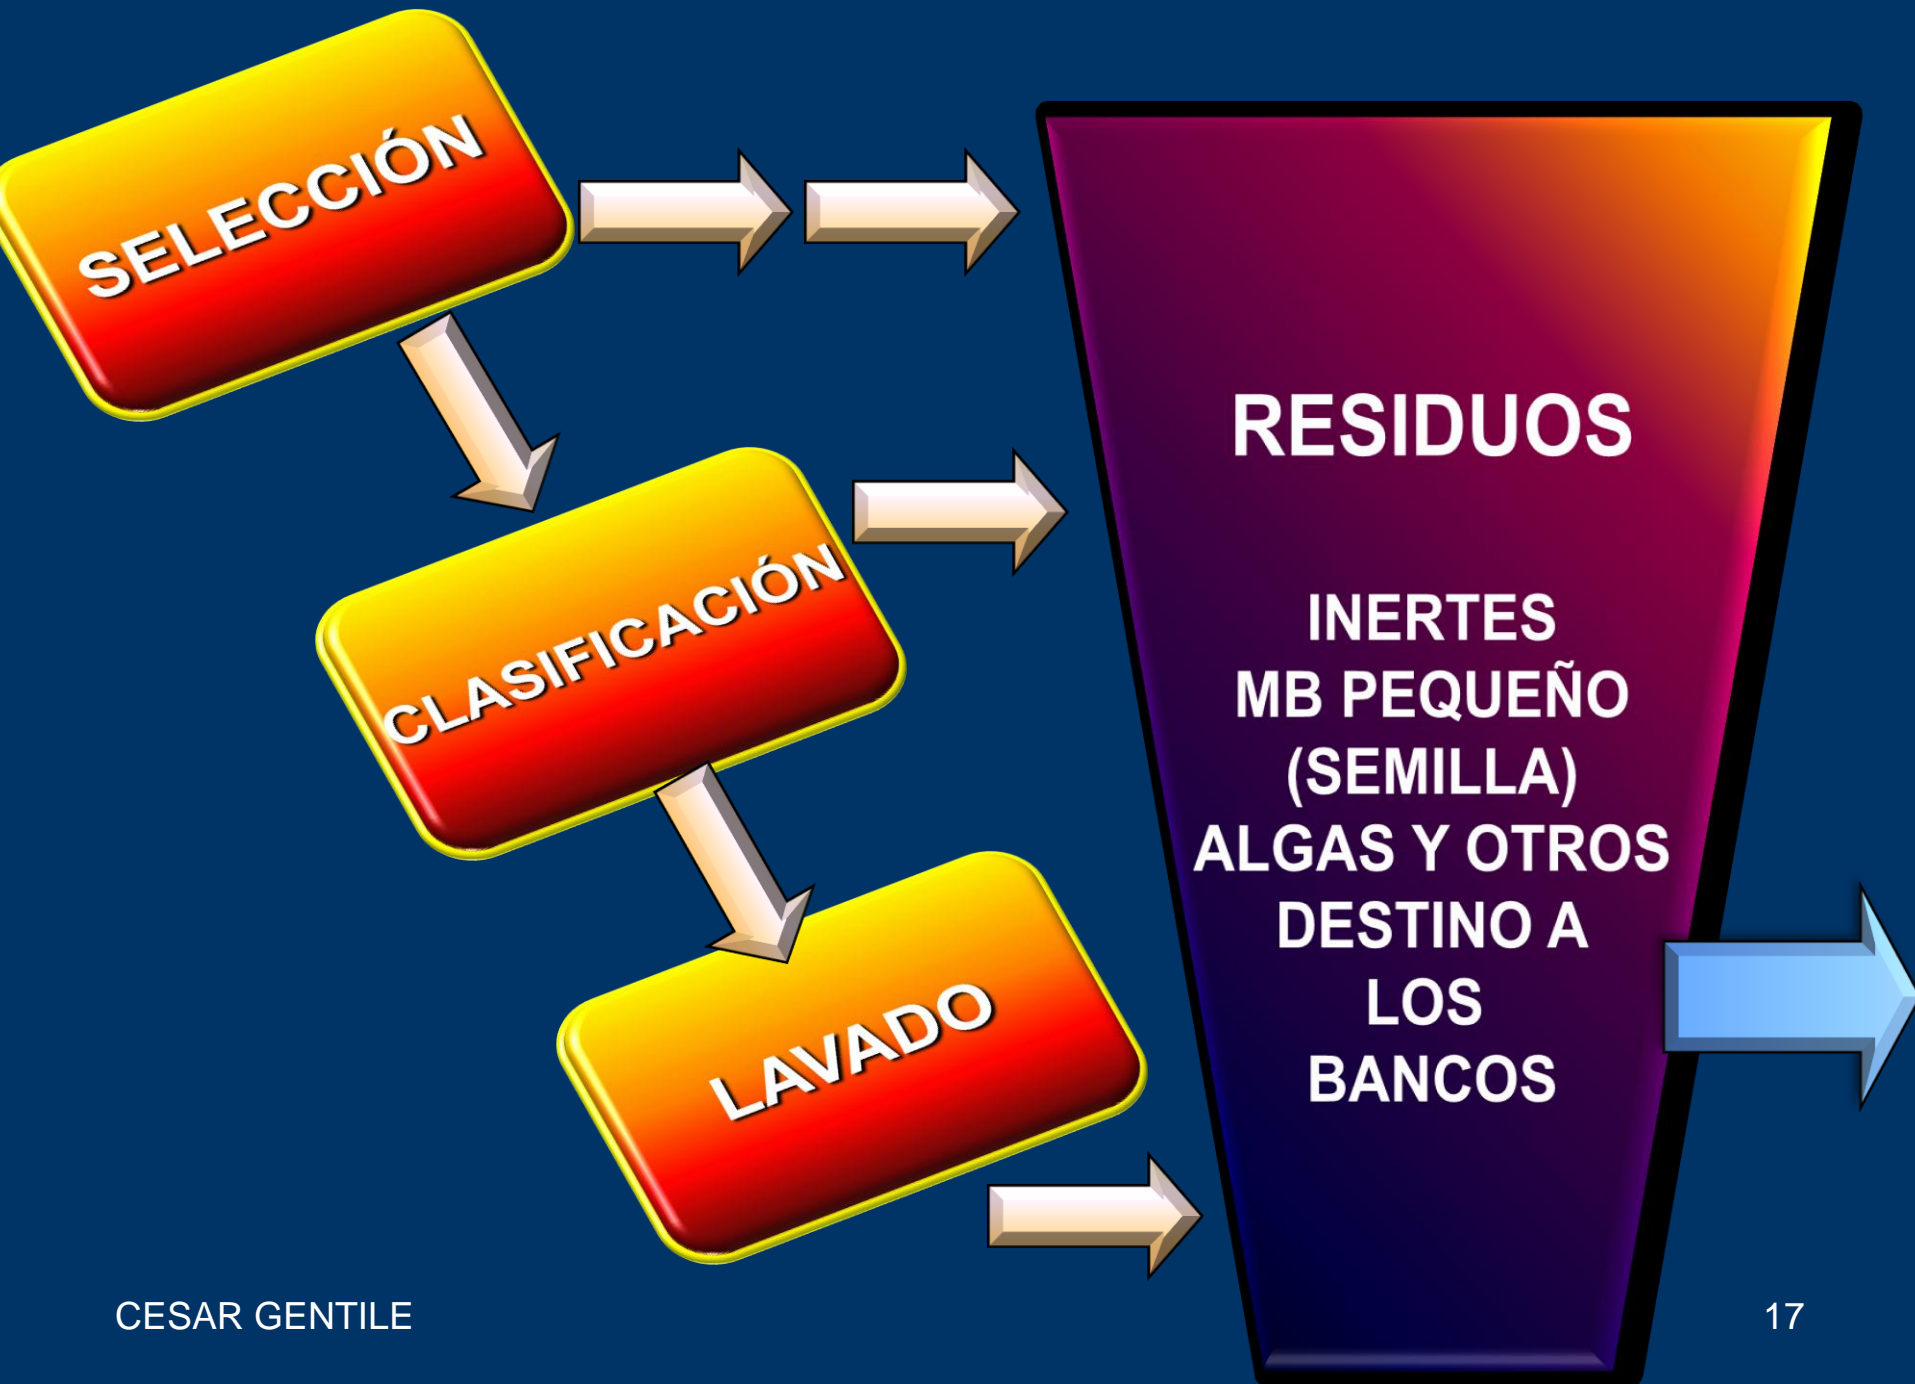 SELECCIÓN
CLASIFICACIÓN
LAVADO
RESIDUOS
INERTES
MB PEQUEÑO
(SEMILLA)
ALGAS Y OTROS
DESTINO A
LOS
BANCOS
CESAR GENTILE
17